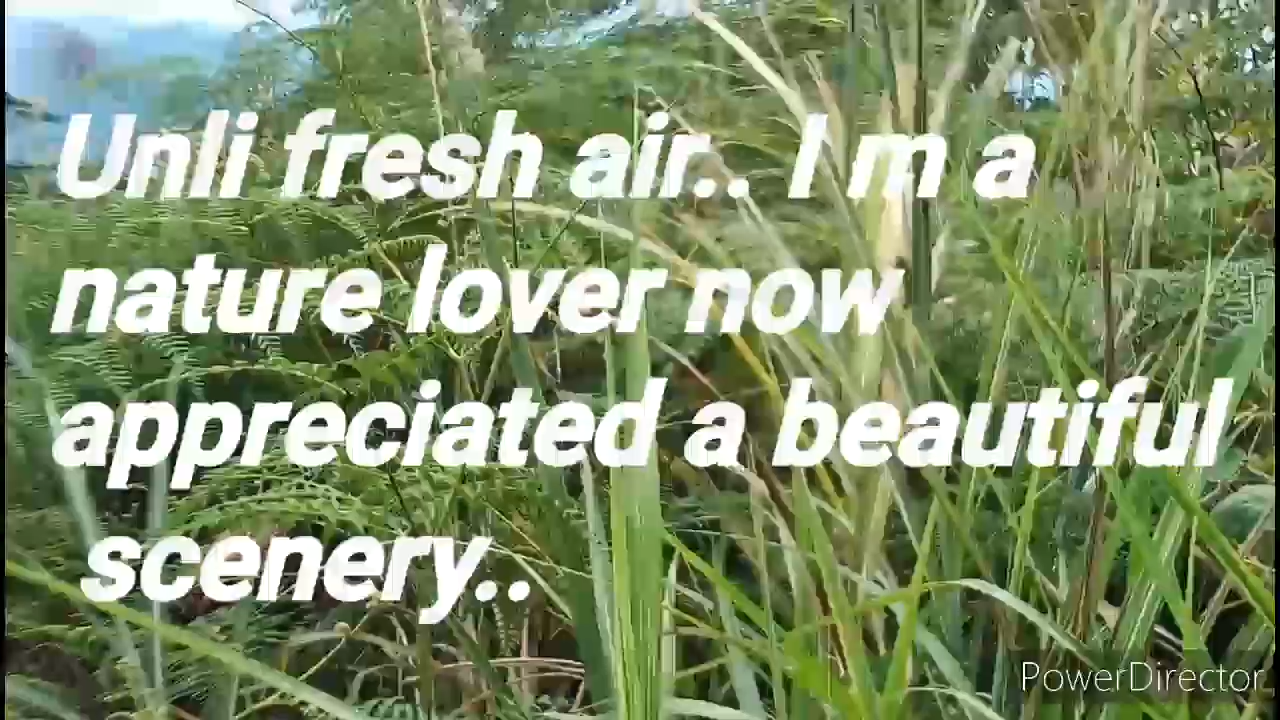 Unli fresh air.. I m a
nature lover now
appreciated a beautiful
scenery..
PowerDirector